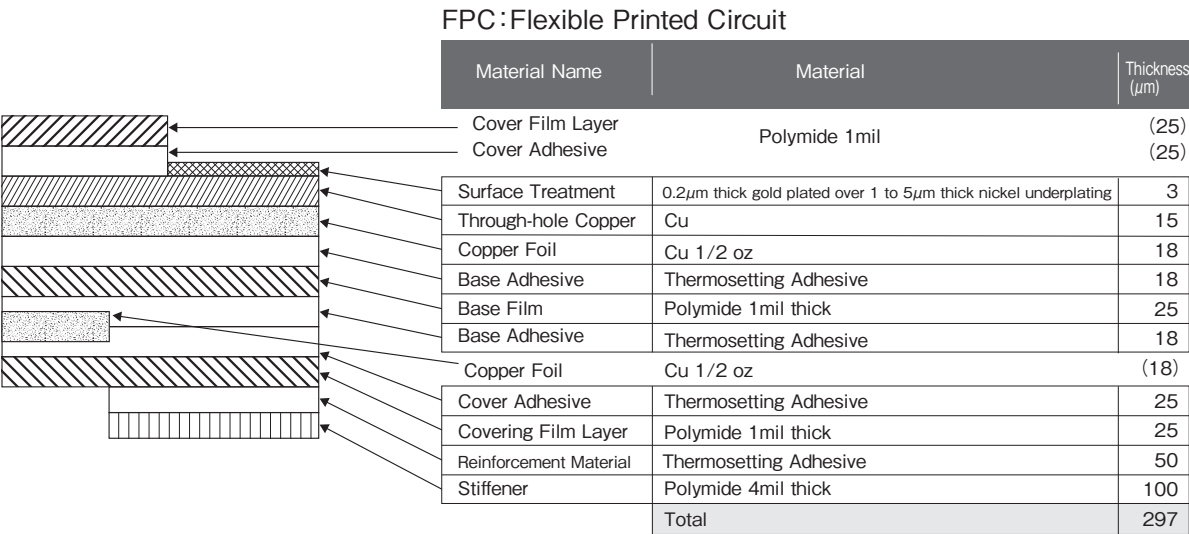 FPC:Flexible Printed Circuit
Material Name Material Thickness (μm)
Cover Film Layer Polymide 1mil (25)
Cover Adhesive (25)
Surface Treatment 0.2μm thick gold plated over 1 to 5μm thick nickel underplating 3
Through-hole Copper Cu 15
Copper Foil Cu 1/2 oz 18
Base Adhesive Thermosetting Adhesive 18
Base Film Polymide 1mil thick 25
Base Adhesive Thermosetting Adhesive 18
Copper Foil Cu 1/2 oz (18)
Cover Adhesive Thermosetting Adhesive 25
Covering Film Layer Polymide 1mil thick 25
Reinforcement Material Thermosetting Adhesive 50
Stiffener Polymide 4mil thick 100
Total 297